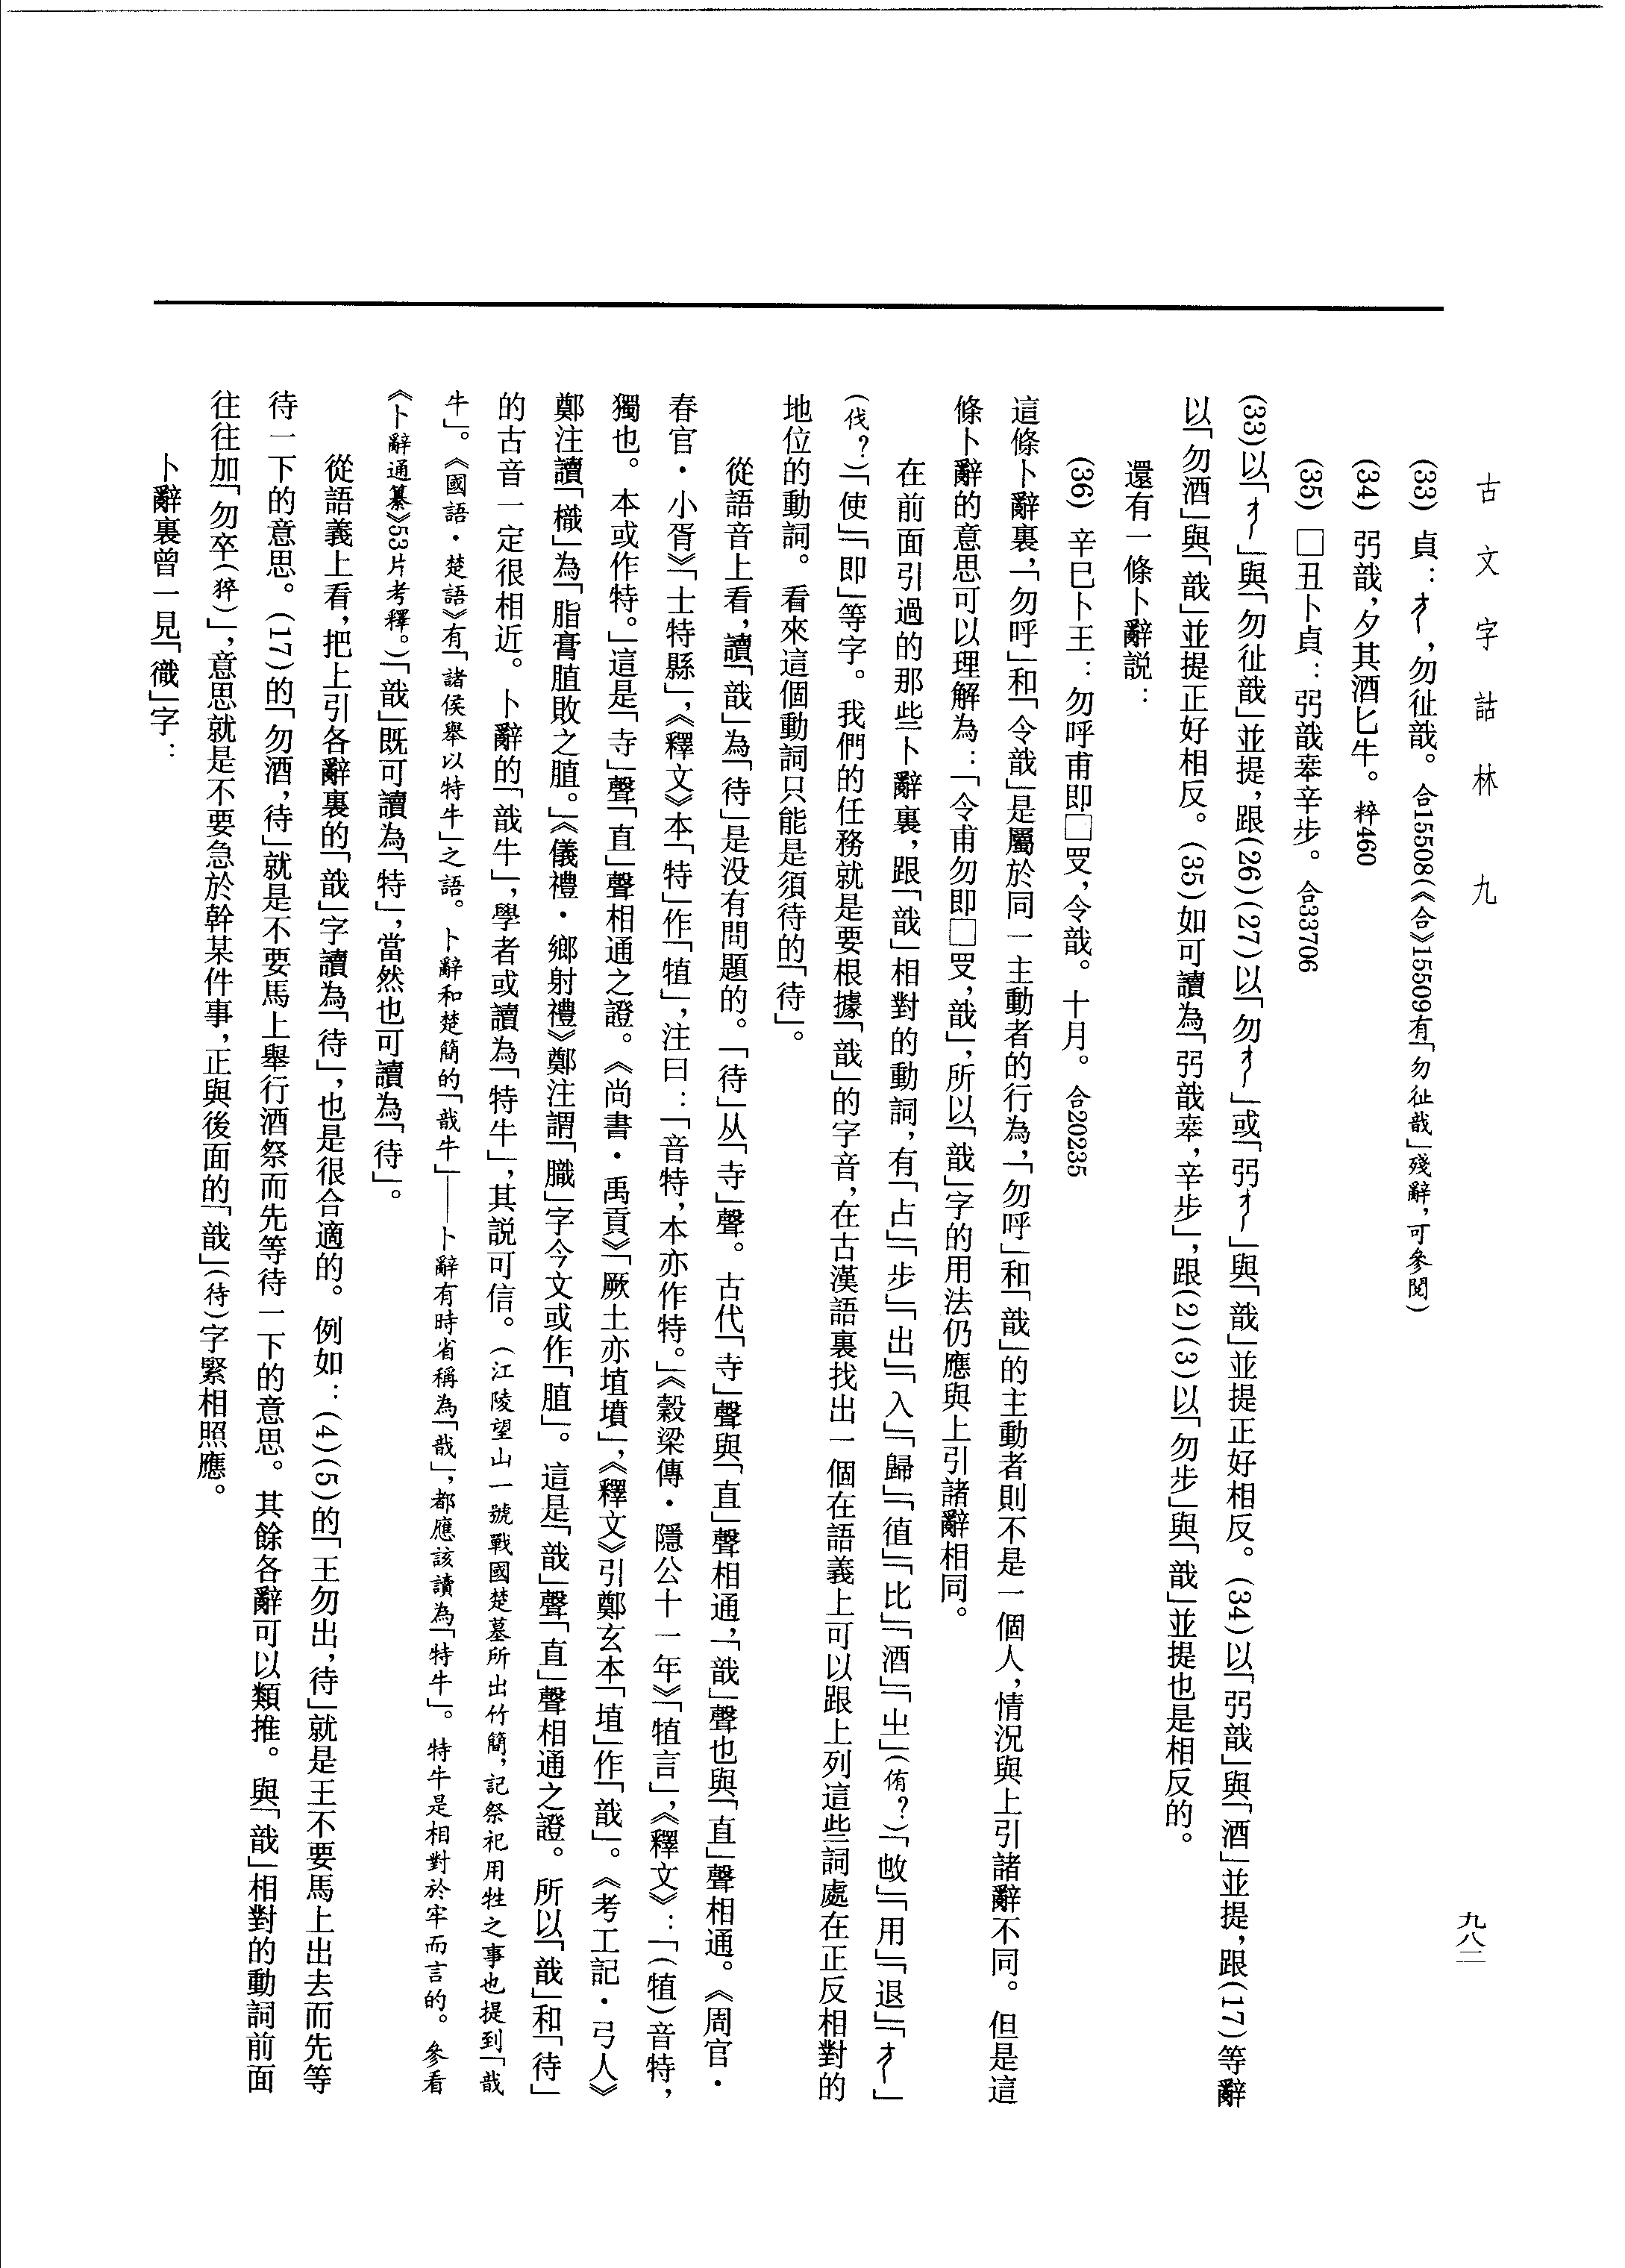 古文字詁林 九
九八二
(33) 貞:，勿㢟戠。合15508(《合》15509有「勿㢟戠」殘辭，可參閱)
(34) 弜戠，夕其酒匕牛。粹460
(35) □丑卜貞:弜戠𠦪辛步。合33706
(33)以「」與「勿㢟戠」並提，跟(26)(27)以「勿」或「弜」與「戠」並提正好相反。(34)以「弜戠」與「酒」並提，跟(17)等辭
以「勿酒」與「戠」並提正好相反。(35)如可讀為「弜戠𠦪，辛步」，跟(2)(3)以「勿步」與「戠」並提也是相反的。
還有一條卜辭説:
(36) 辛巳卜王:勿呼甫即□𠬪，令戠。十月。合20235
這條卜辭裏，「勿呼」和「令戠」是屬於同一主動者的行為，「勿呼」和「戠」的主動者則不是一個人，情況與上引諸辭不同。但是這
條卜辭的意思可以理解為:「令甫勿即□𠬪，戠」，所以「戠」字的用法仍應與上引諸辭相同。
在前面引過的那些卜辭裏，跟「戠」相對的動詞，有「占」「步」「出」「入」「歸」「徝」「比」「酒」「㞢」(侑?)「改」「用」「退」「」
(伐?)「使」「即」等字。我們的任務就是要根據「戠」的字音，在古漢語裏找出一個在語義上可以跟上列這些詞處在正反相對的
地位的動詞。看來這個動詞只能是須待的「待」。
從語音上看，讀「戠」為「待」是没有問題的。「待」从「寺」聲。古代「寺」聲與「直」聲相通，「戠」聲也與「直」聲相通。《周官・
春官・小胥》「士特縣」，《釋文》本「特」作「犆」，注曰:「音特，本亦作特。」《穀梁傳・隱公十一年》「犆言」，《釋文》:「(犆)音特，
獨也。本或作特。」這是「寺」聲「直」聲相通之證。《尚書・禹貢》「厥土亦埴墳」，《釋文》引鄭玄本「埴」作「戠」。《考工記・弓人》
鄭注讀「樴」為「脂膏䐈敗之䐈。」《儀禮・鄉射禮》鄭注謂「膱」字今文或作「䐈」。這是「戠」聲「直」聲相通之證。所以「戠」和「待」
的古音一定很相近。卜辭的「戠牛」，學者或讀為「特牛」，其説可信。(江陵望山一號戰國楚墓所出竹簡，記祭祀用牲之事也提到「戠
牛」。《國語・楚語》有「諸侯舉以特牛」之語。卜辭和楚簡的「戠牛」——卜辭有時省稱為「戠」，都應該讀為「特牛」。特牛是相對於牢而言的。參看
《卜辭通纂》53片考釋。)「戠」既可讀為「特」，當然也可讀為「待」。
從語義上看，把上引各辭裏的「戠」字讀為「待」，也是很合適的。例如:(4)(5)的「王勿出，待」就是王不要馬上出去而先等
待一下的意思。(17)的「勿酒，待」就是不要馬上舉行酒祭而先等待一下的意思。其餘各辭可以類推。與「戠」相對的動詞前面
往往加「勿卒(猝)」，意思就是不要急於幹某件事，正與後面的「戠」(待)字緊相照應。
卜辭裏曾一見「𢕎」字: